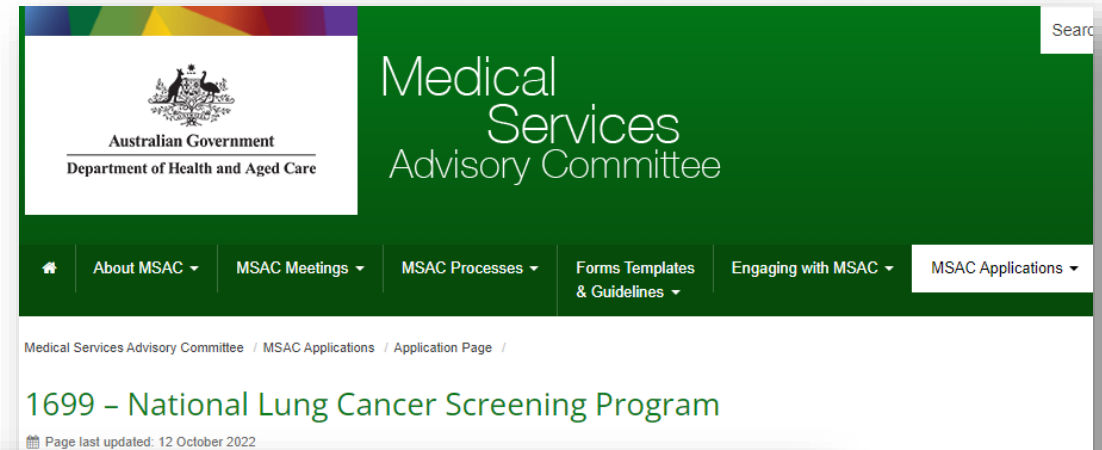 Searc
Australian Government
Department of Health and Aged Care
Medical
Services
Advisory Committee
About MSAC
MSAC Meetings
MSAC Processes
Forms Templates
& Guidelines
Engaging with MSAC
MSAC Applications
Medical Services Advisory Committee / MSAC Applications / Application Page /
1699 – National Lung Cancer Screening Program
Page last updated: 12 October 2022